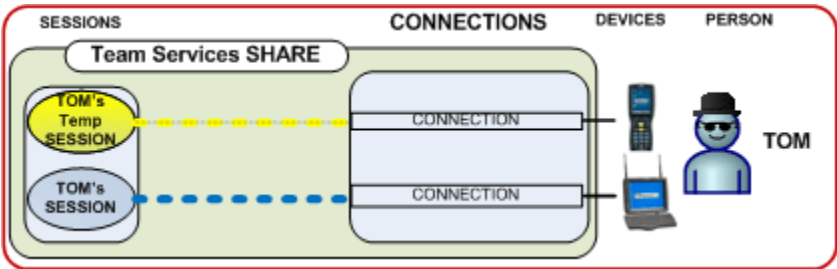 SESSIONS
CONNECTIONS
DEVICES
PERSON
Team Services SHARE
TOM's
Temp
SESSION
CONNECTION
TOM
TOM's
SESSION
CONNECTION